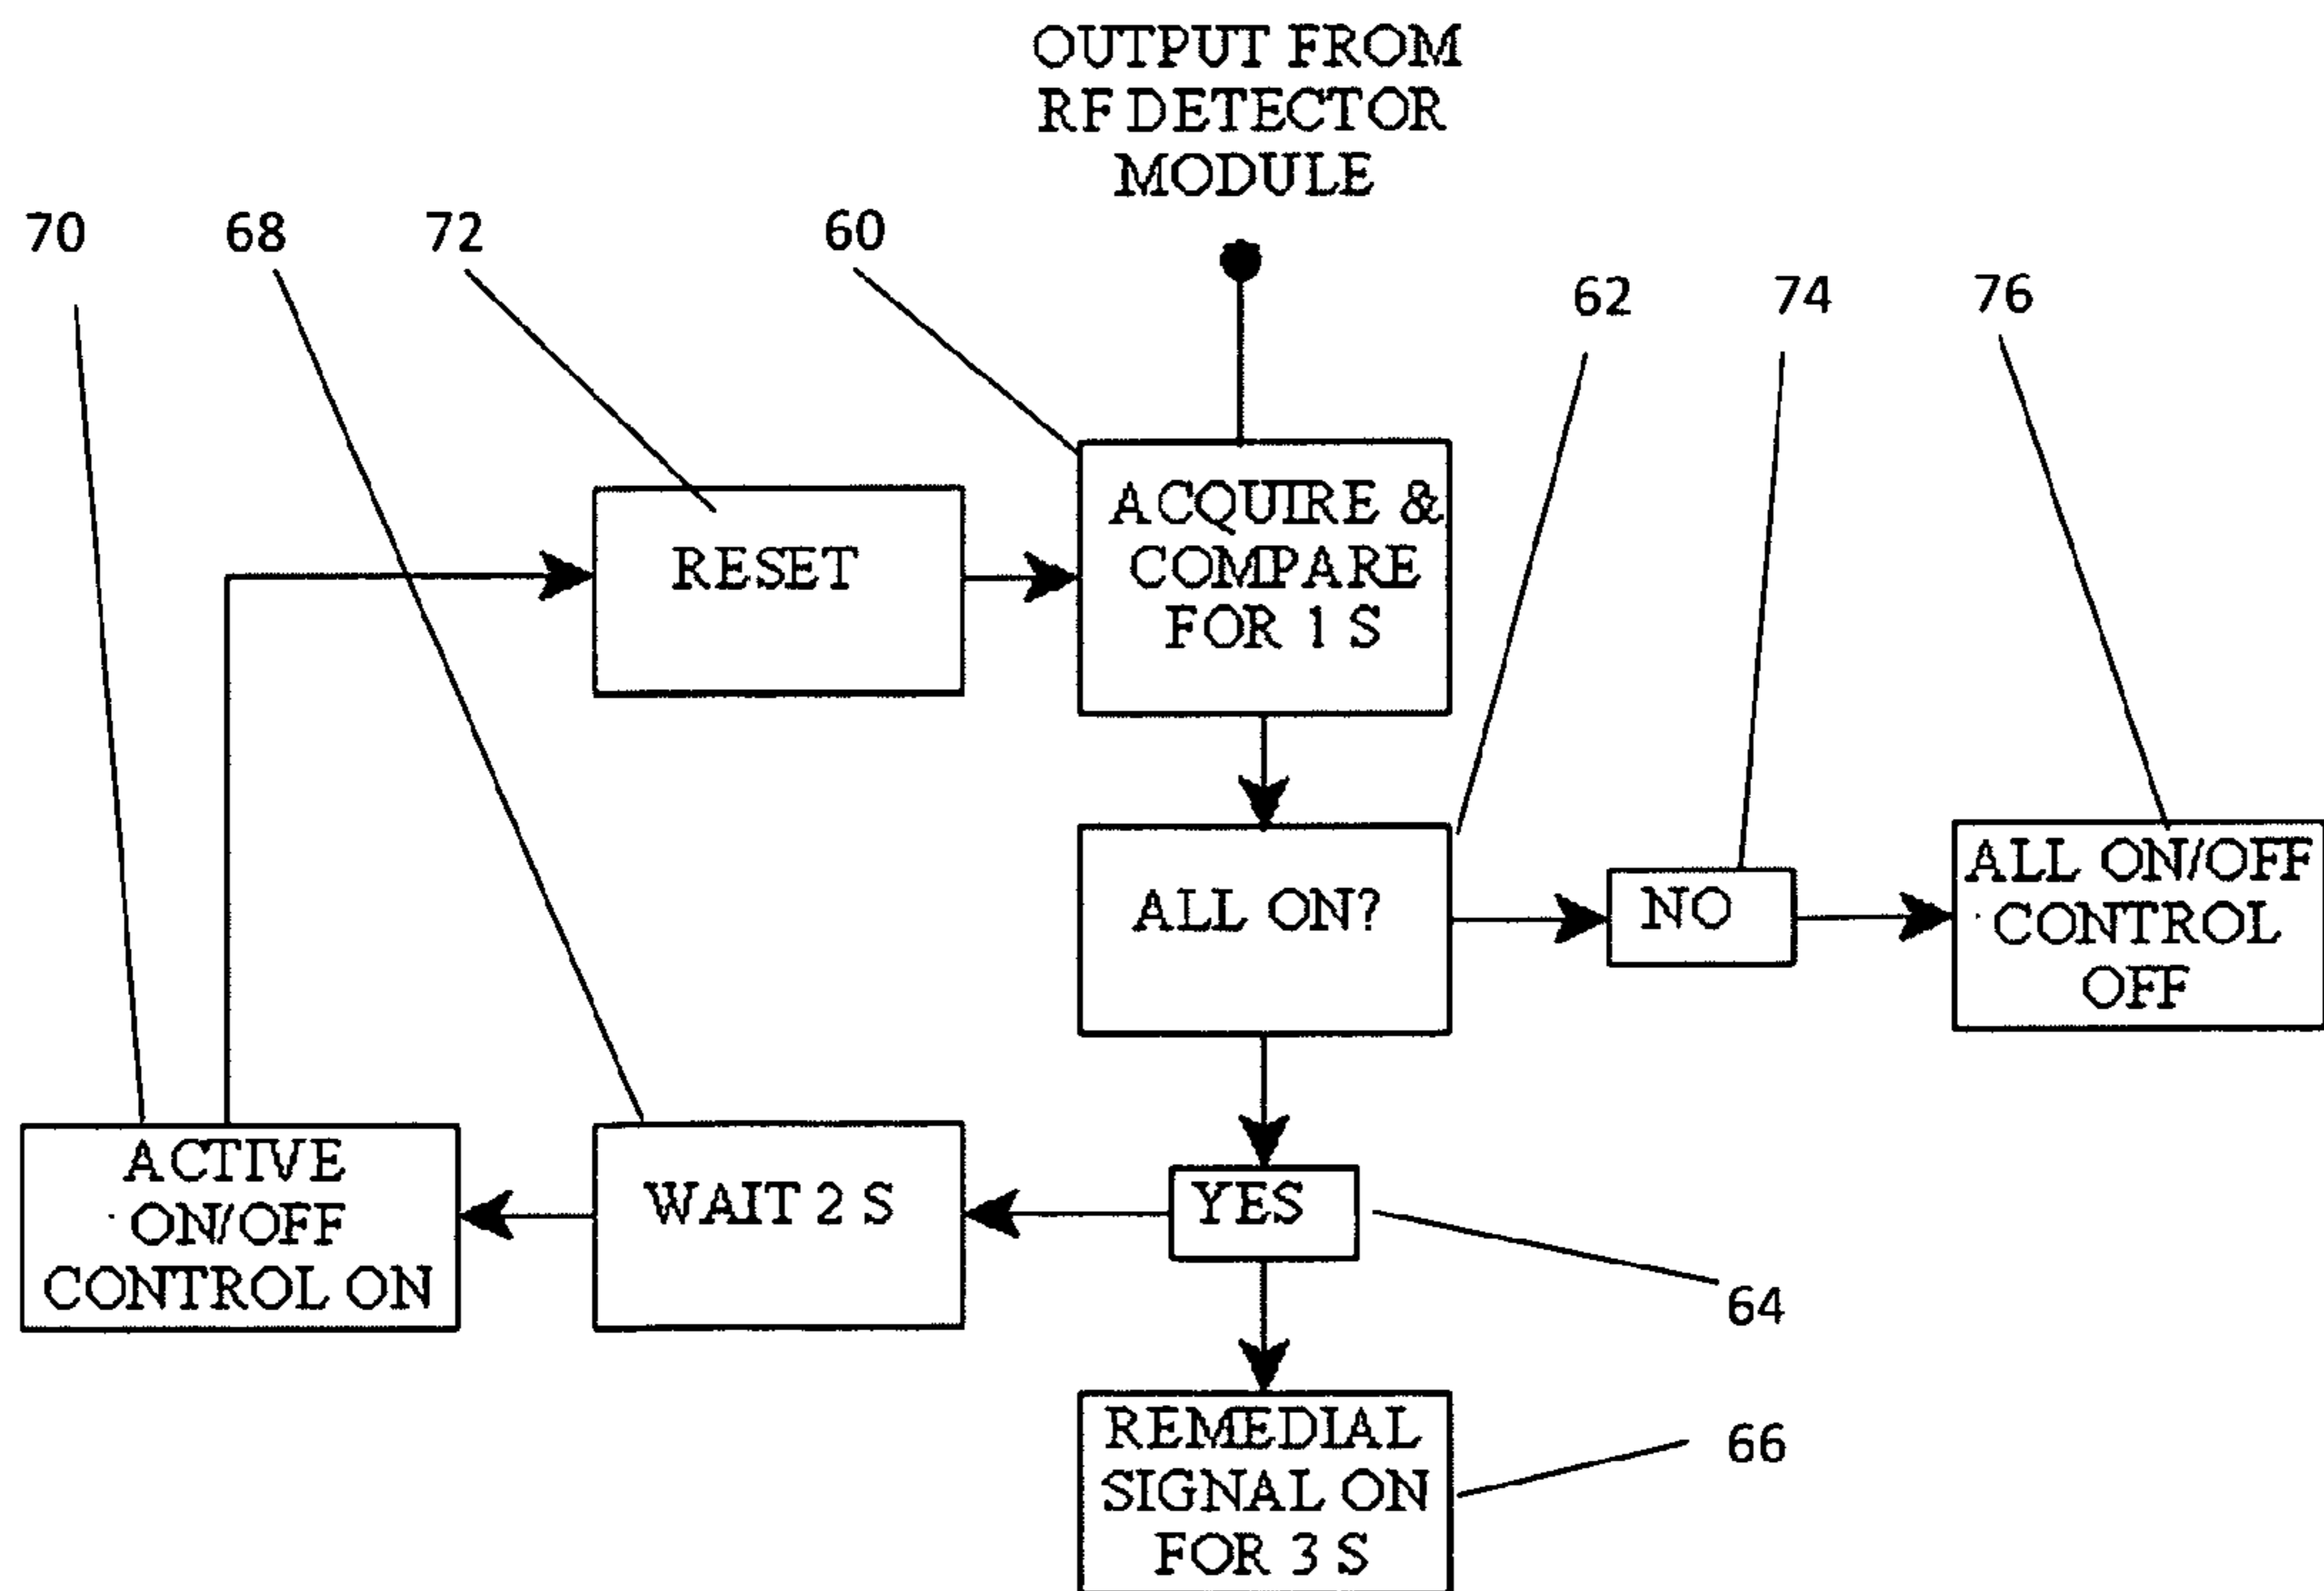 OUTPUT FROM
RF DETECTOR
MODULE
70
68
72
60
62
74
76
RESET
ACQUIRE &
COMPARE
FOR 1 S
ALL ON?
NO
ALL ON/OFF
CONTROL
OFF
ACTIVE
ON/OFF
CONTROL ON
WAIT 2 S
YES
64
REMEDIAL
SIGNAL ON
FOR 3 S
66